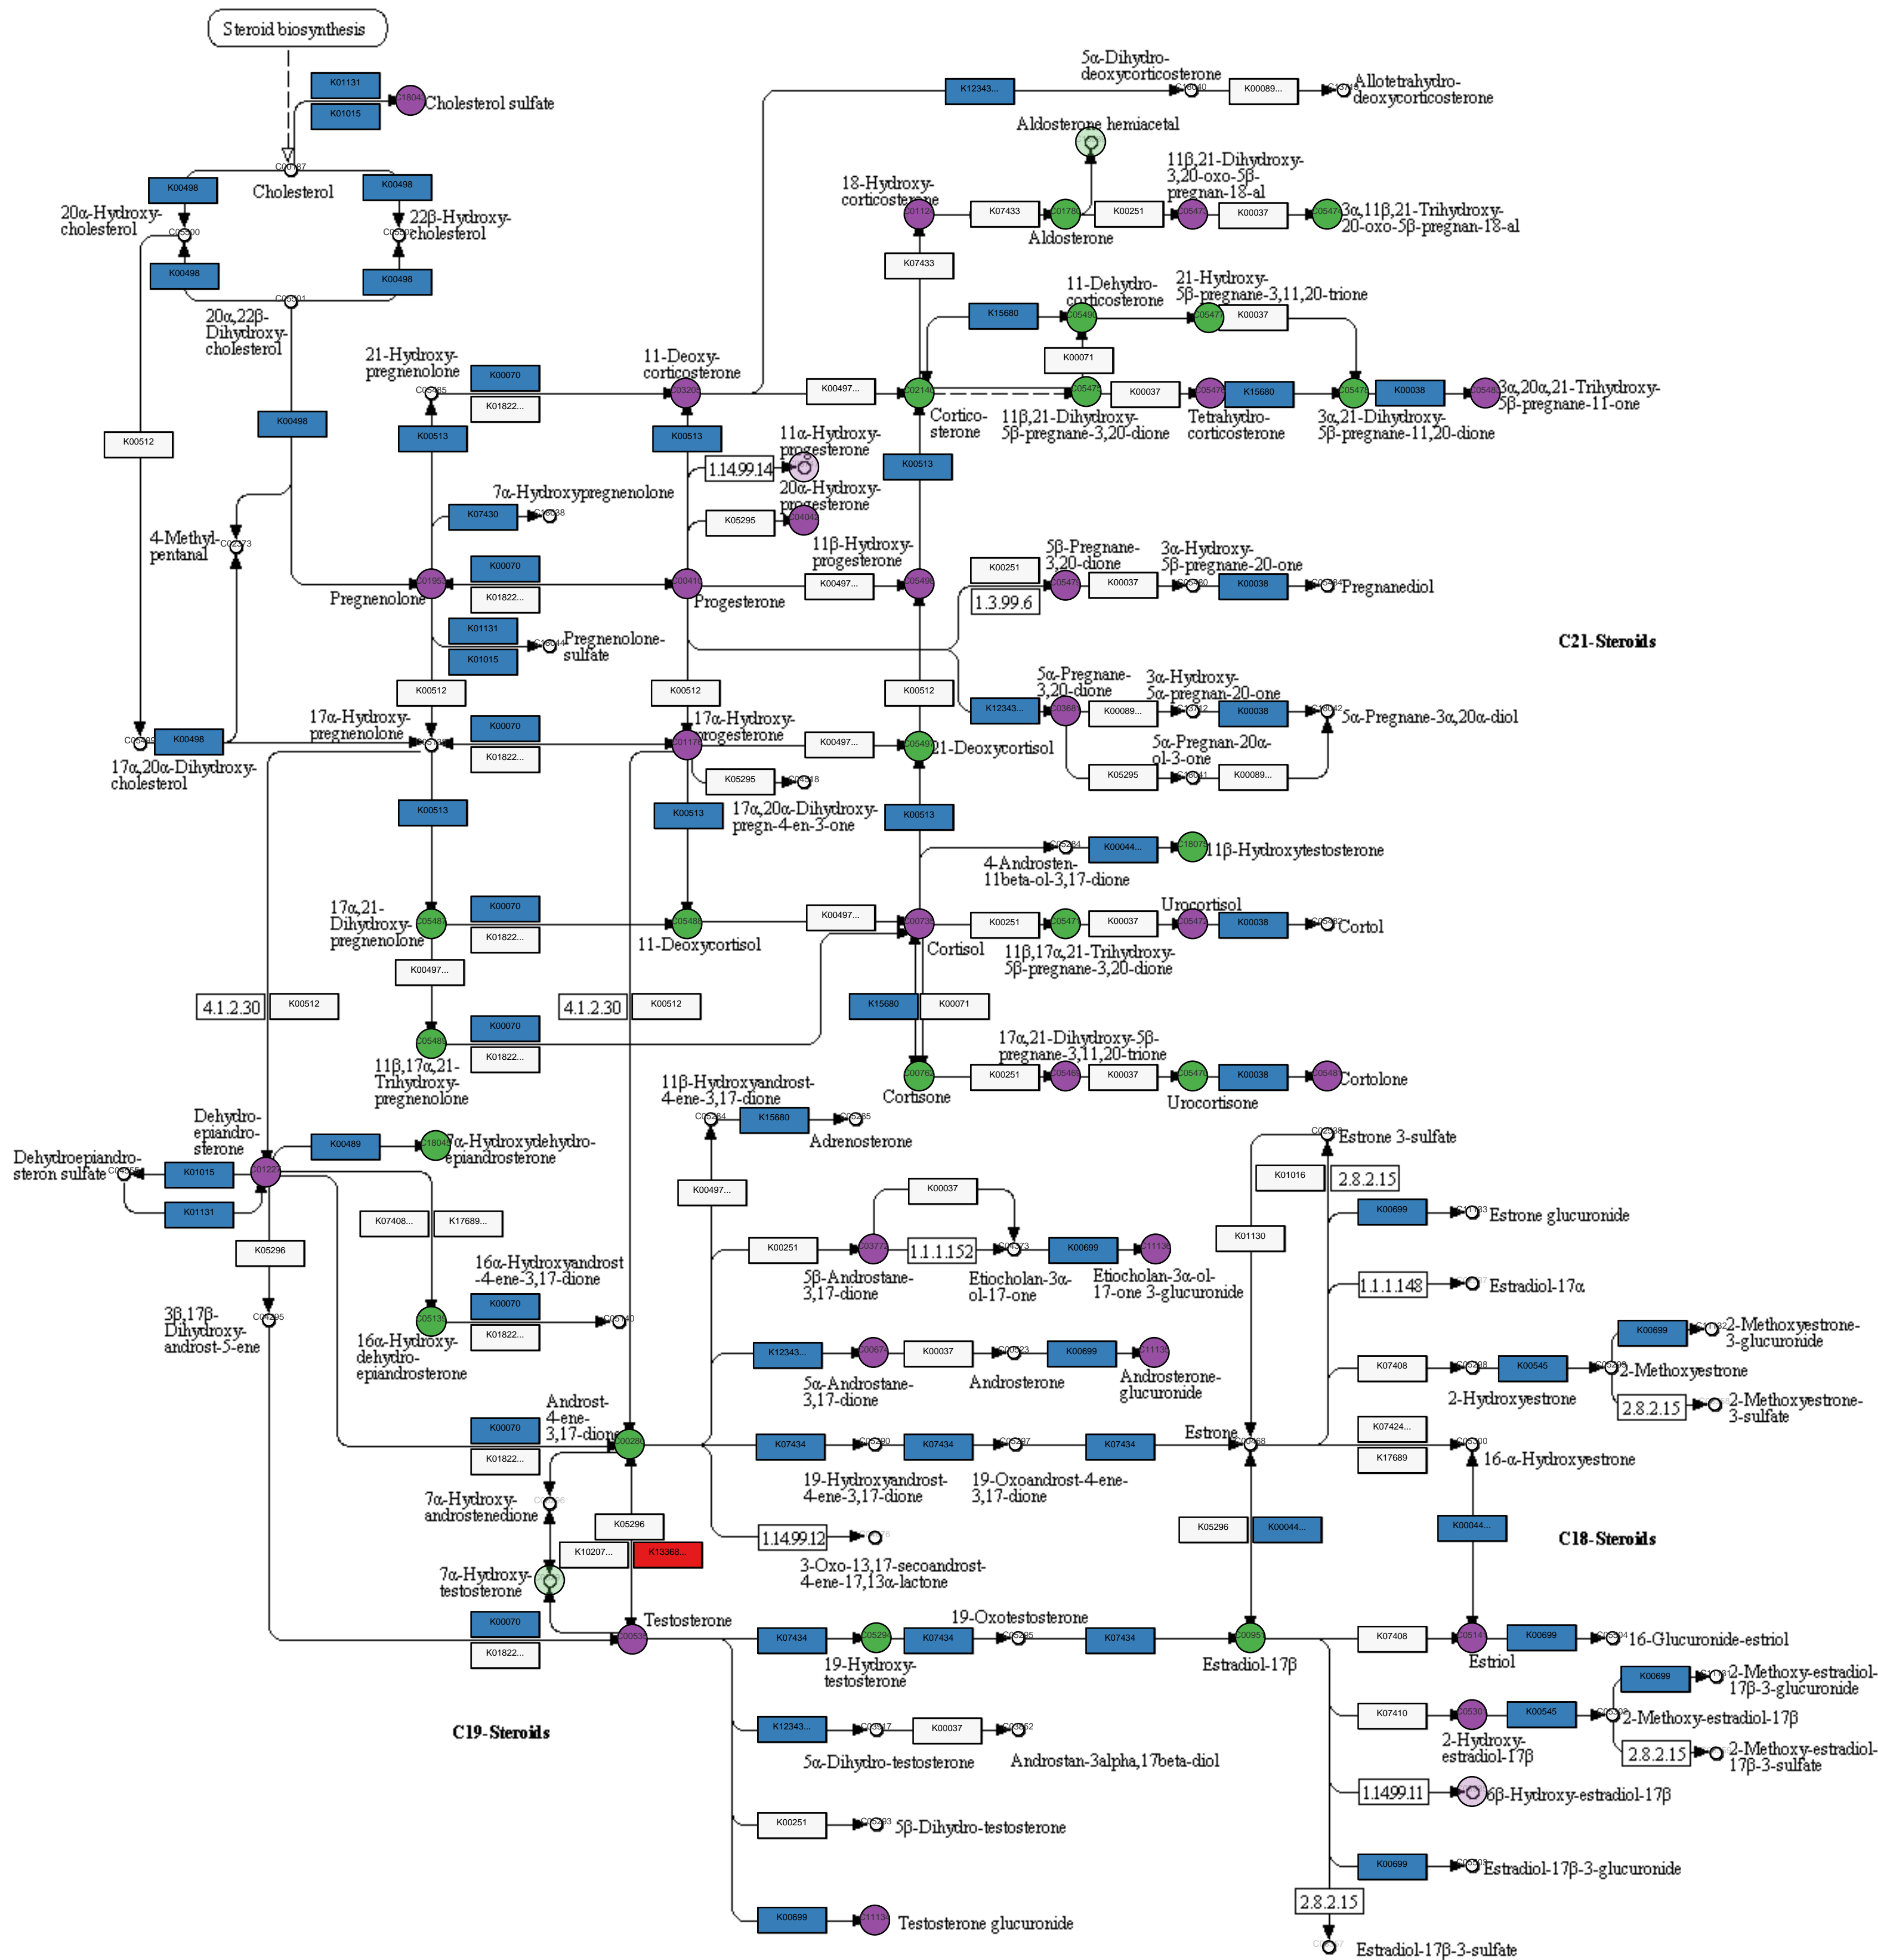 Steroid biosynthesis
K01131
K01015
Cholesterol sulfate
Cholesterol
K00498
K00498
20α-Hydroxy-
cholesterol
22β-Hydroxy-
cholesterol
K00498
K00498
20α,22β-
Dihydroxy-
cholesterol
K00512
K00498
4-Methyl-
pentanal
K12343...
5α-Dihydro-
deoxycorticosterone
K00089...
Allotetrahydro-
deoxycorticosterone
Aldosterone hemiacetal
18-Hydroxy-
corticosterone
K07433
Aldosterone
K00251
11β,21-Dihydroxy-
3,20-oxo-5β-
pregnan-18-al
K00037
3α,11β,21-Trihydroxy-
20-oxo-5β-pregnan-18-al
K07433
K15680
11-Dehydro-
corticosterone
21-Hydroxy-
5β-pregnane-3,11,20-trione
K00037
K00071
21-Hydroxy-
pregnenolone
C05485
K00070
K01822...
11-Deoxy-
corticosterone
K00497...
Cortico-
sterone
11β,21-Dihydroxy-
5β-pregnane-3,20-dione
K00037
Tetrahydro-
corticosterone
K15680
3α,21-Dihydroxy-
5β-pregnane-11,20-dione
K00038
3α,20α,21-Trihydroxy-
5β-pregnane-11-one
K00513
K00513
K00513
11α-Hydroxy-
progesterone
1.14.99.14
20α-Hydroxy-
progesterone
K05295
7α-Hydroxypregnenolone
K07430
11β-Hydroxy-
progesterone
Pregnenolone
K00070
K01822...
Progesterone
K00497...
K00251
1.3.99.6
5β-Pregnane-
3,20-dione
K00037
3α-Hydroxy-
5β-pregnane-20-one
K00038
Pregnanediol
K01131
K01015
Pregnenolone-
sulfate
C21-Steroids
K00512
K00512
K00512
K12343...
5α-Pregnane-
3,20-dione
K00089...
3α-Hydroxy-
5α-pregnan-20-one
K00038
5α-Pregnane-3α,20α-diol
K05295
5α-Pregnan-20α-
ol-3-one
K00089...
K00498
17α,20α-Dihydroxy-
cholesterol
17α-Hydroxy-
pregnenolone
K00070
K01822...
17α-Hydroxy-
progesterone
K00497...
21-Deoxycortisol
K05295
17α,20α-Dihydroxy-
pregn-4-en-3-one
K00513
K00513
K00513
4-Androsten-
11beta-ol-3,17-dione
K00044...
11β-Hydroxytestosterone
17α,21-
Dihydroxy-
pregnenolone
K00070
K01822...
11-Deoxycortisol
K00497...
Cortisol
K00251
11β,17α,21-Trihydroxy-
5β-pregnane-3,20-dione
K00037
Urocortisol
K00038
Cortol
K00497...
4.1.2.30
K00512
4.1.2.30
K00512
K15680
K00071
11β,17α,21-
Trihydroxy-
pregnenolone
K00070
K01822...
Cortisone
K00251
17α,21-Dihydroxy-5β-
pregnane-3,11,20-trione
K00037
Urocortisone
K00038
Cortolone
Dehydro-
epiandro-
sterone
K00489
7α-Hydroxydehydro-
epiandrosterone
Dehydroepiandro-
steron sulfate
K01015
K01131
K05296
K07408...
K17689...
11β-Hydroxyandrost-
4-ene-3,17-dione
C05284
K15680
C05285
Adrenosterone
K00497...
K00037
K00251
5β-Androstane-
3,17-dione
1.1.1.152
Etiocholan-3α-
ol-17-one
K00699
Etiocholan-3α-ol-
17-one 3-glucuronide
Estrone 3-sulfate
K01016
2.8.2.15
K01130
K00699
Estrone glucuronide
1.1.1.148
Estradiol-17α
3β,17β-
Dihydroxy-
androst-5-ene
C04295
16α-Hydroxyandrost
-4-ene-3,17-dione
K00070
K01822...
16α-Hydroxy-
dehydro-
epiandrosterone
K12343...
5α-Androstane-
3,17-dione
K00037
Androsterone
K00699
Androsterone-
glucuronide
K07408
2-Hydroxyestrone
K00545
2-Methoxyestrone
K00699
2-Methoxyestrone-
3-glucuronide
2.8.2.15
2-Methoxyestrone-
3-sulfate
Androst-
4-ene-
3,17-dione
K00070
K01822...
K07434
C05290
19-Hydroxyandrost-
4-ene-3,17-dione
K07434
C05297
19-Oxoandrost-4-ene-
3,17-dione
K07434
Estrone
K07424...
K17689
16-α-Hydroxyestrone
7α-Hydroxy-
androstenedione
K05296
K10207...
K13368...
1.14.99.12
3-Oxo-13,17-secoandrost-
4-ene-17,13α-lactone
K05296
K00044...
K00044...
C18-Steroids
7α-Hydroxy-
testosterone
K00070
K01822...
Testosterone
K07434
19-Hydroxy-
testosterone
K07434
19-Oxotestosterone
C05295
K07434
Estradiol-17β
K07408
Estriol
K00699
16-Glucuronide-estriol
C19-Steroids
K12343...
5α-Dihydro-testosterone
K00037
Androstan-3alpha,17beta-diol
K07410
2-Hydroxy-
estradiol-17β
K00545
2-Methoxy-estradiol-17β
K00699
2-Methoxy-estradiol-
17β-3-glucuronide
2.8.2.15
2-Methoxy-estradiol-
17β-3-sulfate
1.14.99.11
6β-Hydroxy-estradiol-17β
K00251
5β-Dihydro-testosterone
K00699
Estradiol-17β-3-glucuronide
2.8.2.15
Estradiol-17β-3-sulfate
K00699
Testosterone glucuronide